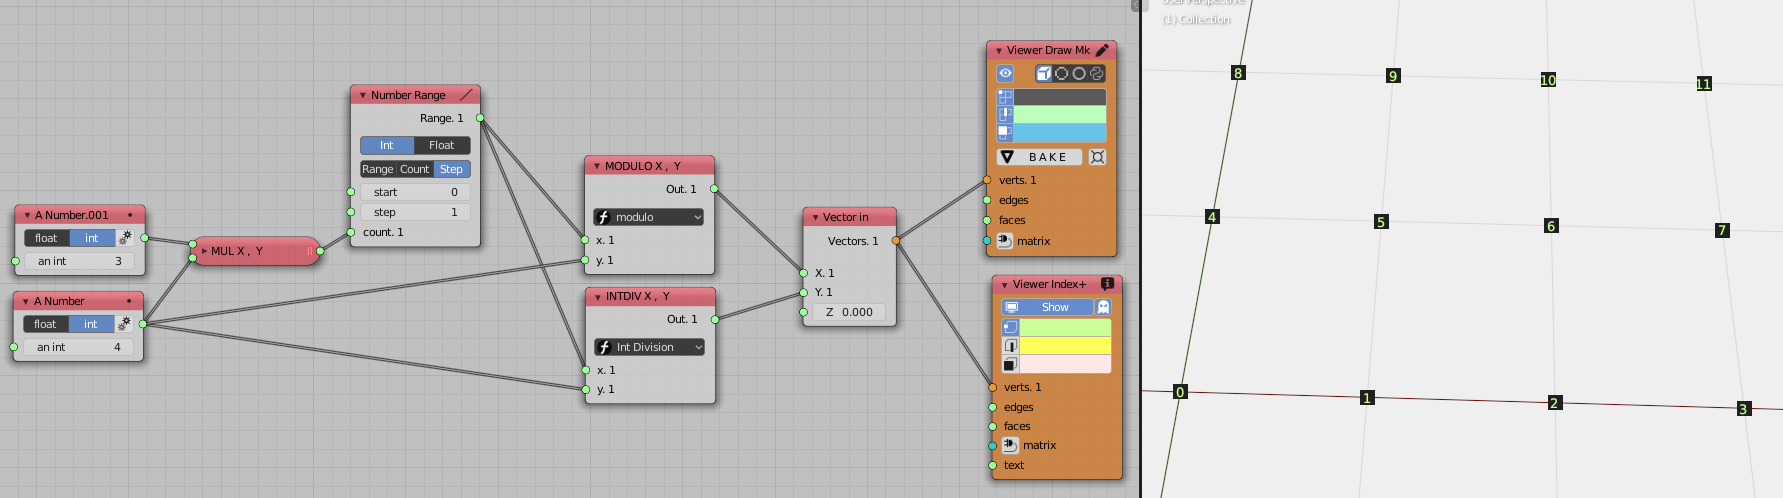 A Number.001
float
int
an int
3
A Number
float
int
an int
4
MUL X , Y
Number Range
Range. 1
Int
Float
Range
Count
Step
start
0
step
1
count. 1
MODULO X , Y
Out. 1
modulo
x. 1
y. 1
INTDIV X , Y
Out. 1
Int Division
x. 1
y. 1
Vector in
Vectors. 1
X. 1
Y. 1
Z 0.000
Viewer Draw Mk
BAKE
verts. 1
edges
faces
matrix
Viewer Index+
Show
verts. 1
edges
faces
matrix
text
User Perspective
(1) Collection
8
9
10
11
4
5
6
7
0
1
2
3